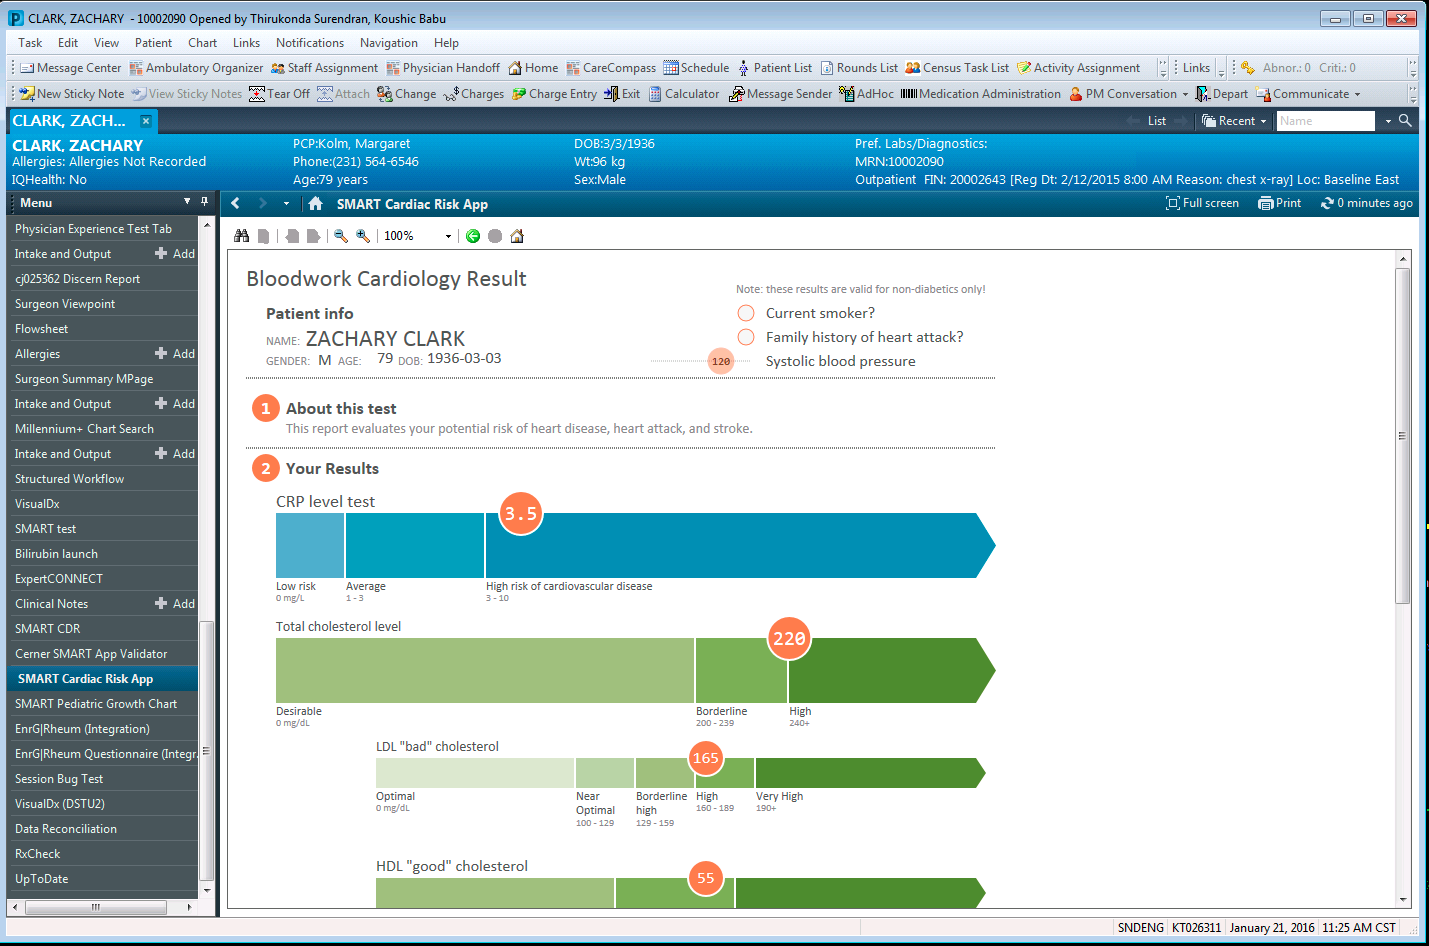 CLARK, ZACHARY - 10002090 Opened by Thirukonda Surendran, Koushic Babu
Task Edit View Patient Chart Links Notifications Navigation Help
Message Center Ambulatory Organizer Staff Assignment Physician Handoff Home CareCompass Schedule Patient List Rounds List Census Task List Activity Assignment Links Abnor.: 0 Criti.: 0
New Sticky Note View Sticky Notes Tear Off Attach Change Charges Charge Entry Exit Calculator Message Sender AdHoc Medication Administration PM Conversation Depart Communicate
CLARK, ZACH... List Recent Name
CLARK, ZACHARY PCP:Kolm, Margaret DOB:3/3/1936 Pref. Labs/Diagnostics:
Allergies: Allergies Not Recorded Phone:(231) 564-6546 Wt:96 kg MRN:10002090
IQHealth: No Age:79 years Sex:Male Outpatient FIN: 20002643 [Reg Dt: 2/12/2015 8:00 AM Reason: chest x-ray] Loc: Baseline East
Menu
Physician Experience Test Tab
Intake and Output Add
cj025362 Discern Report
Surgeon Viewpoint
Flowsheet
Allergies Add
Surgeon Summary MPage
Intake and Output Add
Millennium+ Chart Search
Intake and Output Add
Structured Workflow
VisualDx
SMART test
Bilirubin launch
ExpertCONNECT
Clinical Notes Add
SMART CDR
Cerner SMART App Validator
SMART Cardiac Risk App
SMART Pediatric Growth Chart
EnrG|Rheum (Integration)
EnrG|Rheum Questionnaire (Integr
Session Bug Test
VisualDx (DSTU2)
Data Reconciliation
RxCheck
UpToDate
SMART Cardiac Risk App Full screen Print 0 minutes ago
100%
Bloodwork Cardiology Result
Note: these results are valid for non-diabetics only!
Patient info
Current smoker?
NAME: ZACHARY CLARK
Family history of heart attack?
GENDER: M AGE: 79 DOB: 1936-03-03
120 Systolic blood pressure
1 About this test
This report evaluates your potential risk of heart disease, heart attack, and stroke.
2 Your Results
CRP level test
3.5
Low risk Average High risk of cardiovascular disease
0 mg/L 1 - 3 3 - 10
Total cholesterol level
220
Desirable Borderline High
0 mg/dL 200 - 239 240+
LDL "bad" cholesterol
165
Optimal Near Borderline High Very High
0 mg/dL Optimal high 160 - 189 190+
100 - 129 129 - 159
HDL "good" cholesterol
55
SNDENG KT026311 January 21, 2016 11:25 AM CST